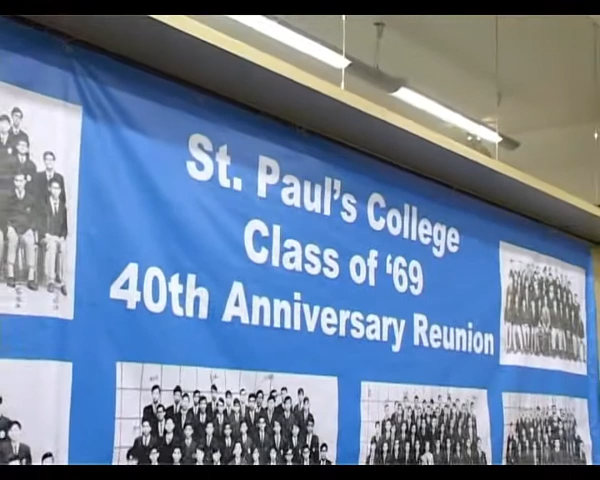 St. Paul's College
Class of '69
40th Anniversary Reunion